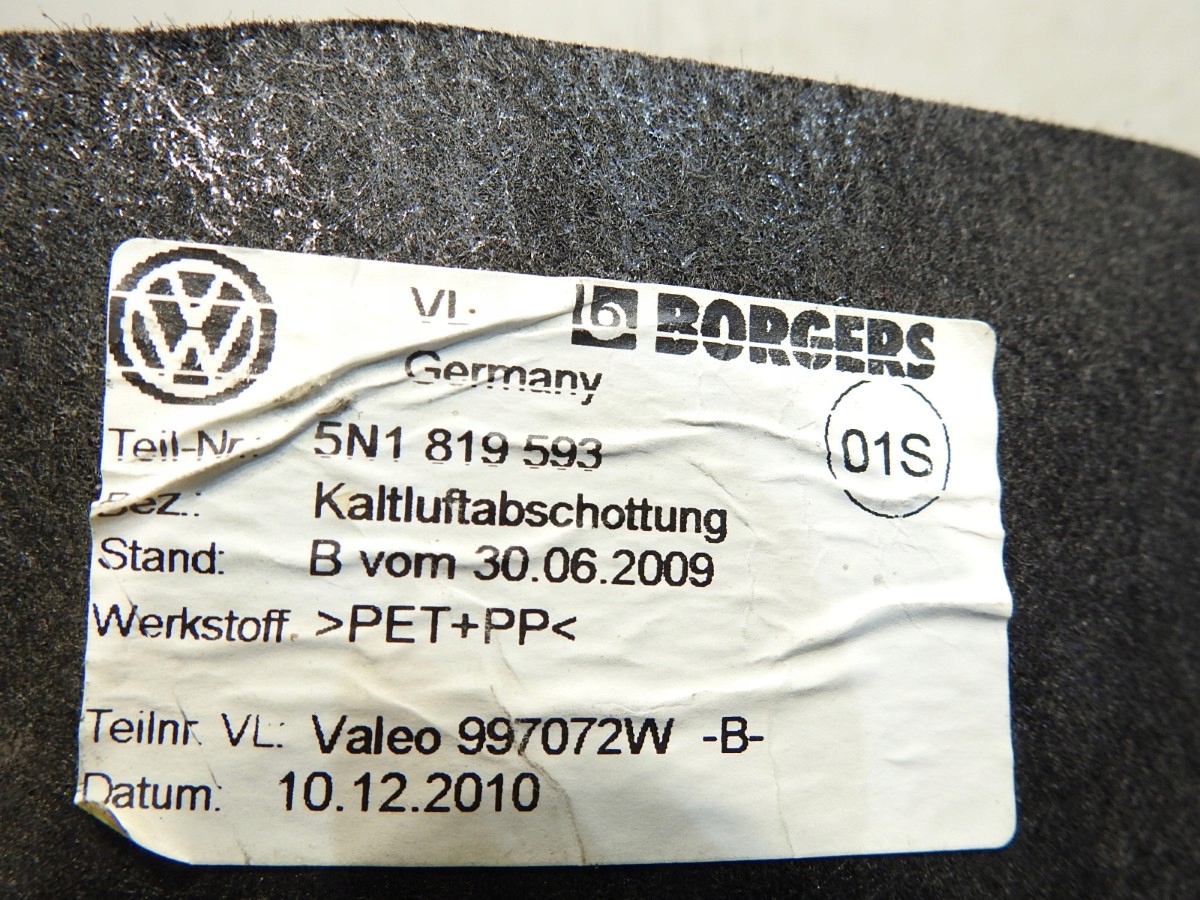 VL: BORGERS
Germany
01S
Teil-Nr.: 5N1 819 593
Bez.: Kaltluftabschottung
Stand: B vom 30.06.2009
Werkstoff. >PET+PP<
Teilnr. VL: Valeo 997072W -B-
Datum: 10.12.2010